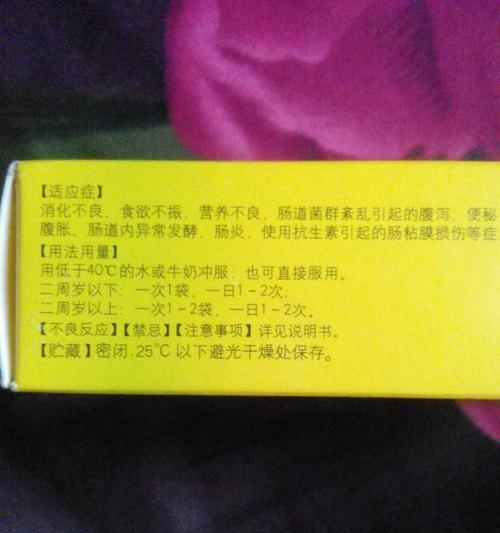 【适应症】
消化不良、食欲不振、营养不良，肠道菌群紊乱引起的腹泻、便秘
腹胀、肠道内异常发酵、肠炎，使用抗生素引起的肠粘膜损伤等症
【用法用量】
用低于40℃的水或牛奶冲服，也可直接服用。
二周岁以下：一次1袋，一日1～2次；
二周岁以上：一次1～2袋，一日1～2次。
【不良反应】【禁忌】【注意事项】详见说明书。
【贮藏】密闭.25℃以下避光干燥处保存。